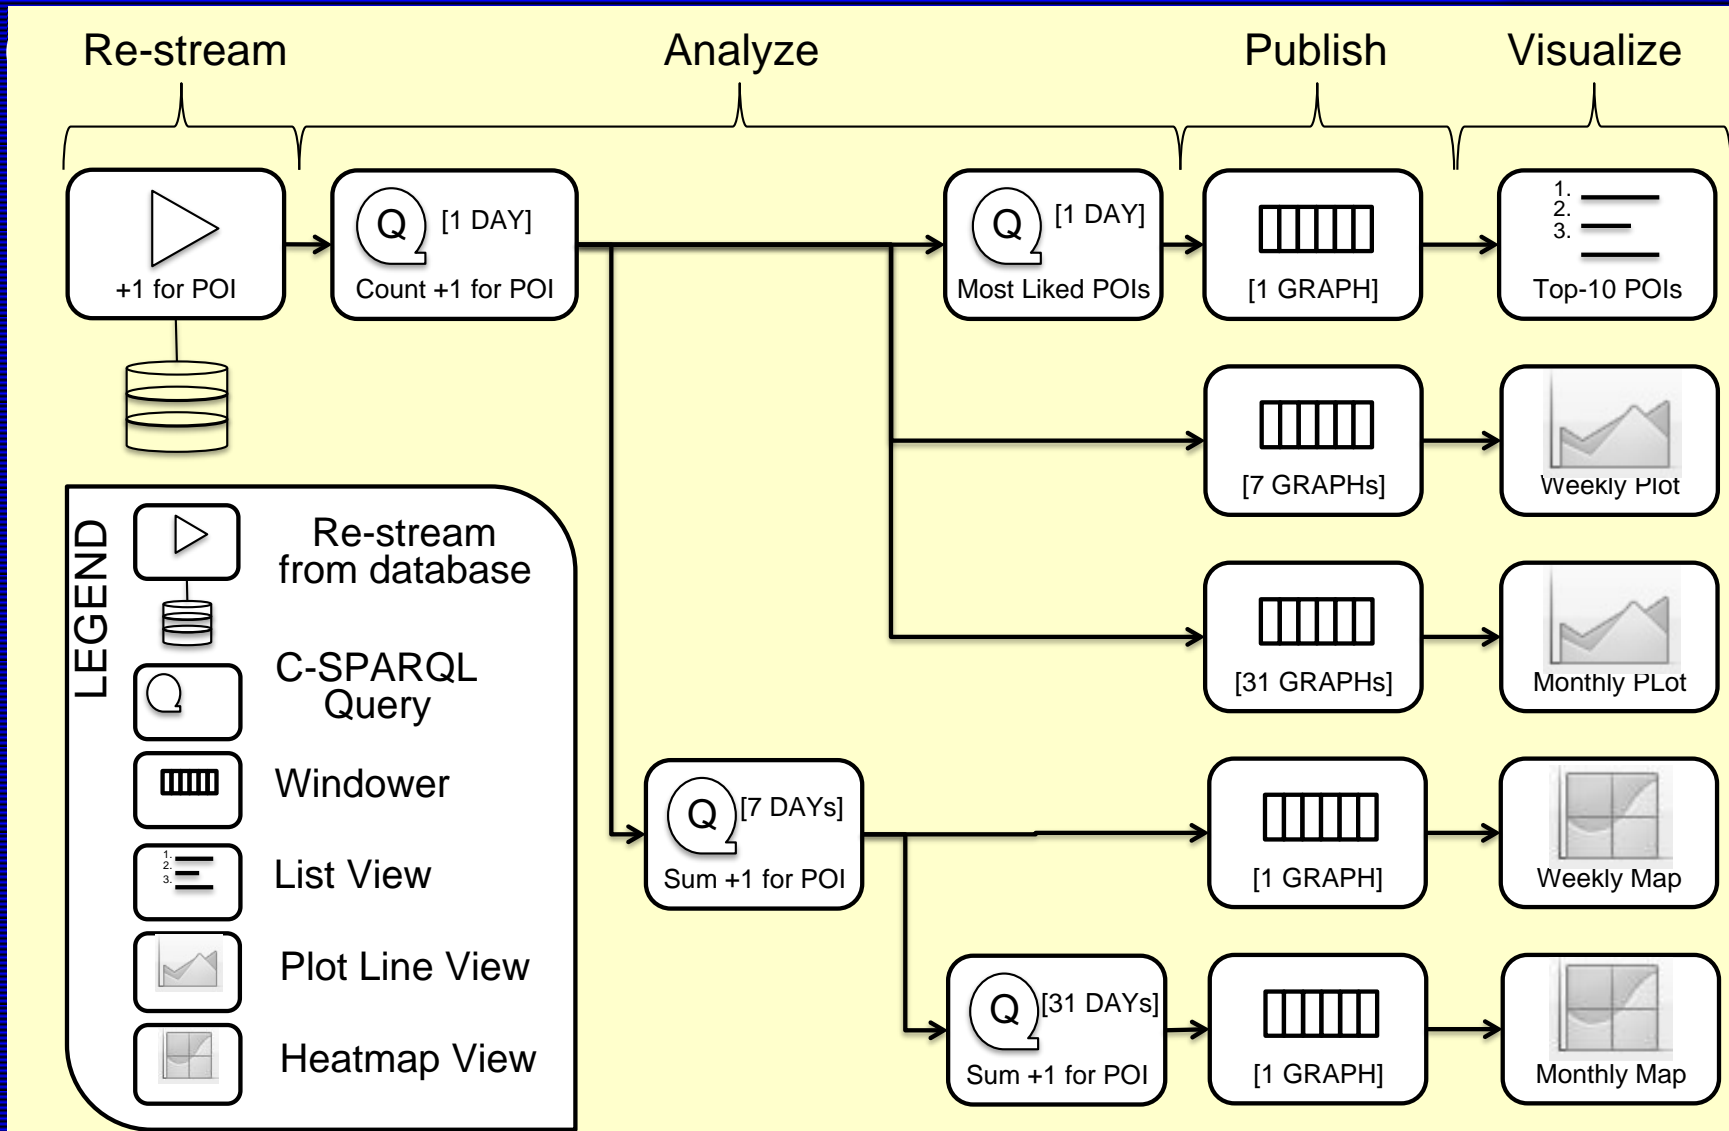 Re-stream
Analyze
Publish
Visualize
+1 for POI
Q
[1 DAY]
Count +1 for POI
Q
[1 DAY]
Most Liked POIs
[1 GRAPH]
1.
2.
3.
Top-10 POIs
[7 GRAPHs]
Weekly Plot
[31 GRAPHs]
Monthly PLot
Q
[7 DAYs]
Sum +1 for POI
[1 GRAPH]
Weekly Map
Q
[31 DAYs]
Sum +1 for POI
[1 GRAPH]
Monthly Map
LEGEND
Re-stream
from database
C-SPARQL
Query
Windower
1.
2.
3.
List View
Plot Line View
Heatmap View